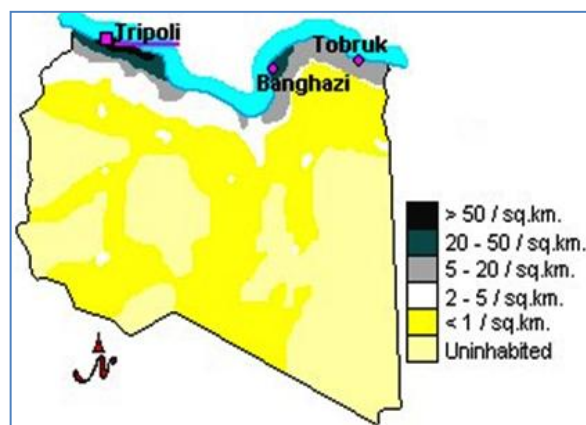 Tripoli
Tobruk
Banghazi
> 50 / sq.km.
20 - 50 / sq.km.
5 - 20 / sq.km.
2 - 5 / sq.km.
< 1 / sq.km.
Uninhabited
N